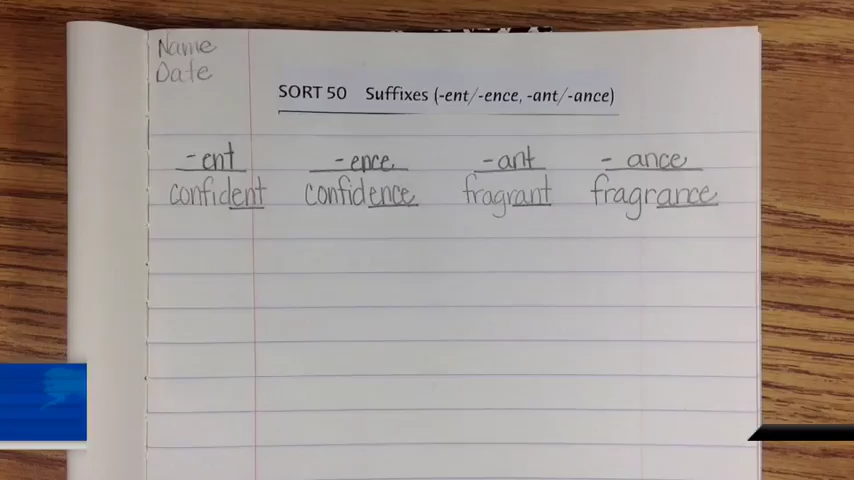 Name
Date
SORT 50 Suffixes (-ent/-ence, -ant/-ance)
-ent -ence -ant - ance
confident confidence fragrant fragrance